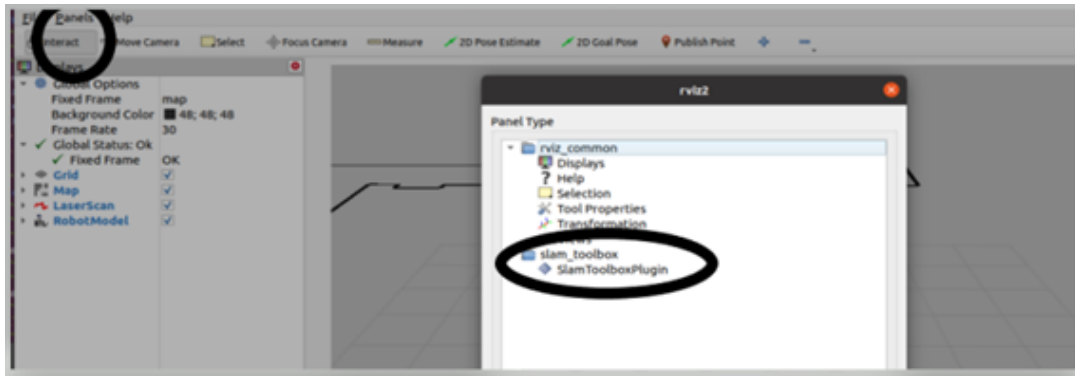 Panels Help
Interact Move Camera Select Focus Camera Measure 2D Pose Estimate 2D Goal Pose Publish Point
Displays
Global Options
Fixed Frame map
Background Color 48; 48; 48
Frame Rate 30
Global Status: Ok
Fixed Frame OK
Grid
Map
LaserScan
RobotModel
rviz2
Panel Type
rviz_common
Displays
Help
Selection
Tool Properties
Transformation
slam_toolbox
SlamToolboxPlugin